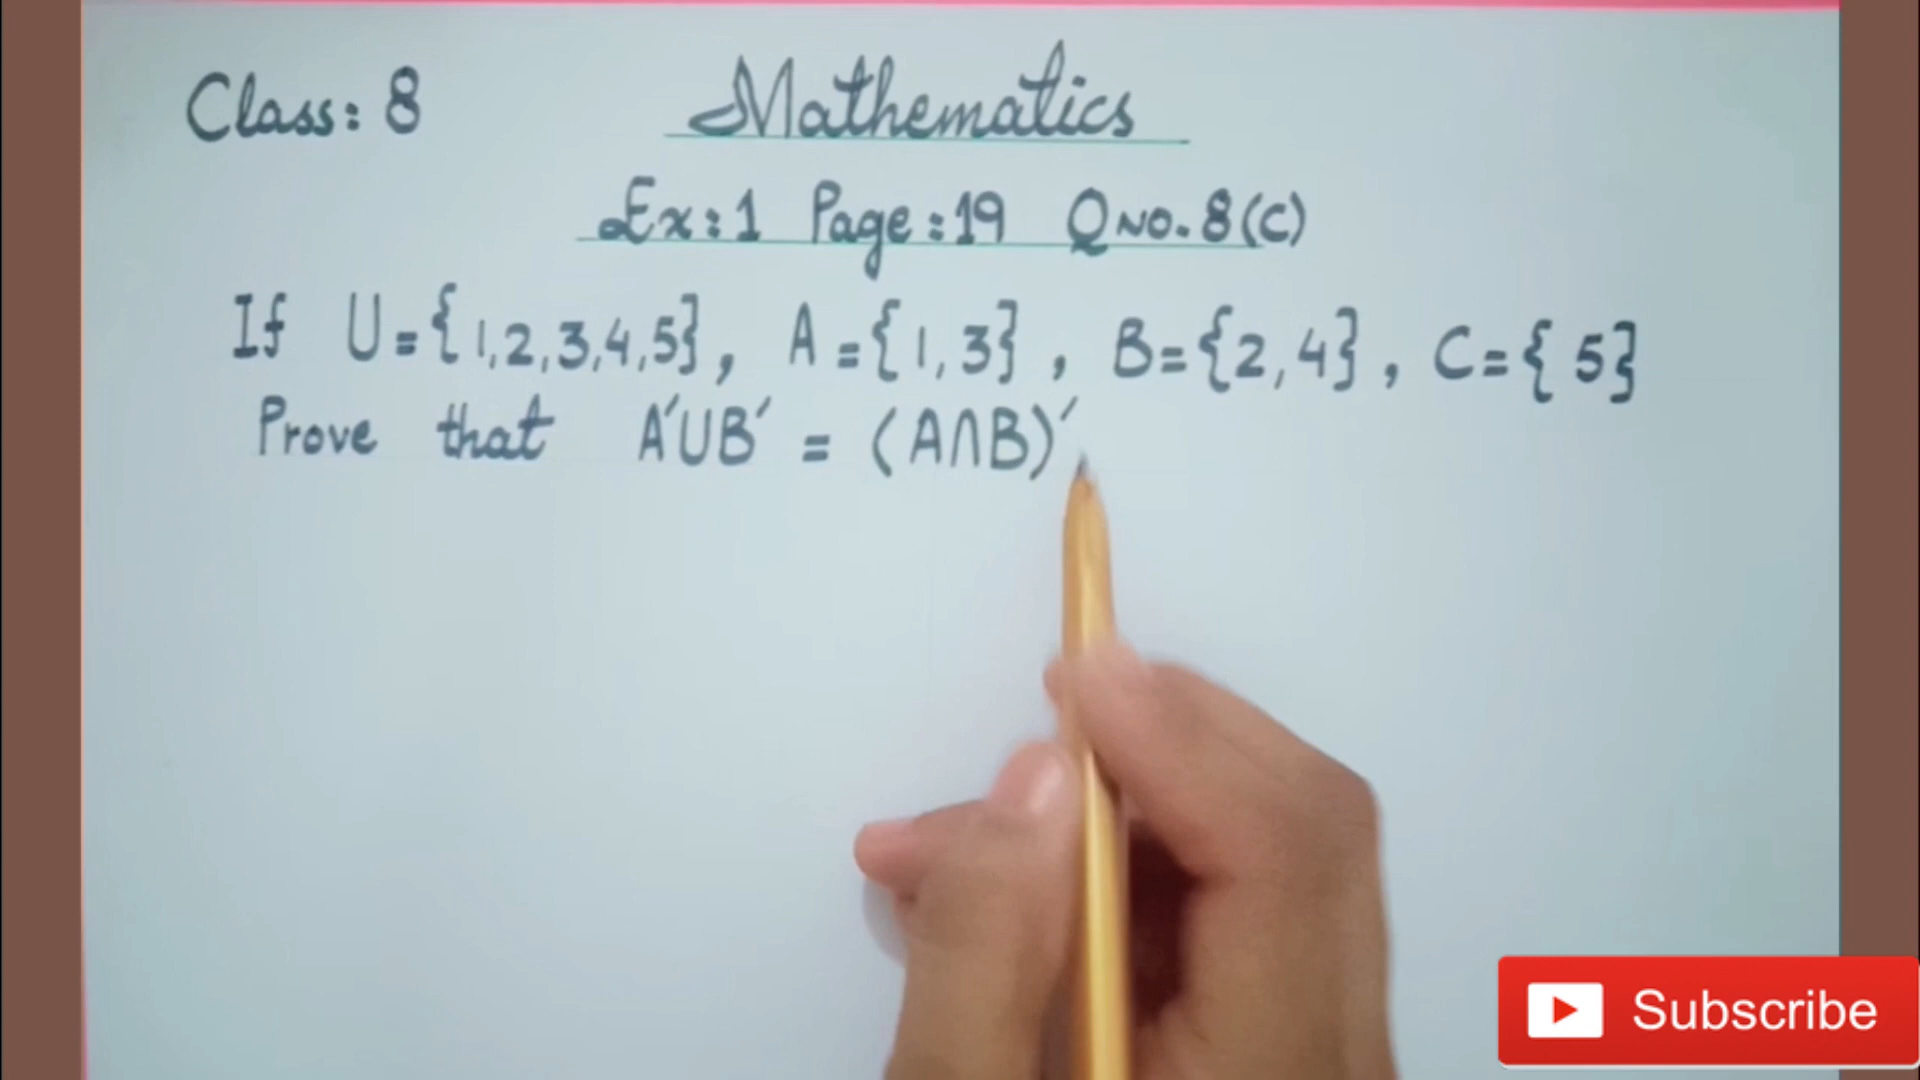 Class: 8
Mathematics
Ex:1 Page:19 Q No. 8(C)
If U={1,2,3,4,5}, A={1,3}, B={2,4}, C={5}
Prove that A′∪B′ = (A∩B)′
Subscribe